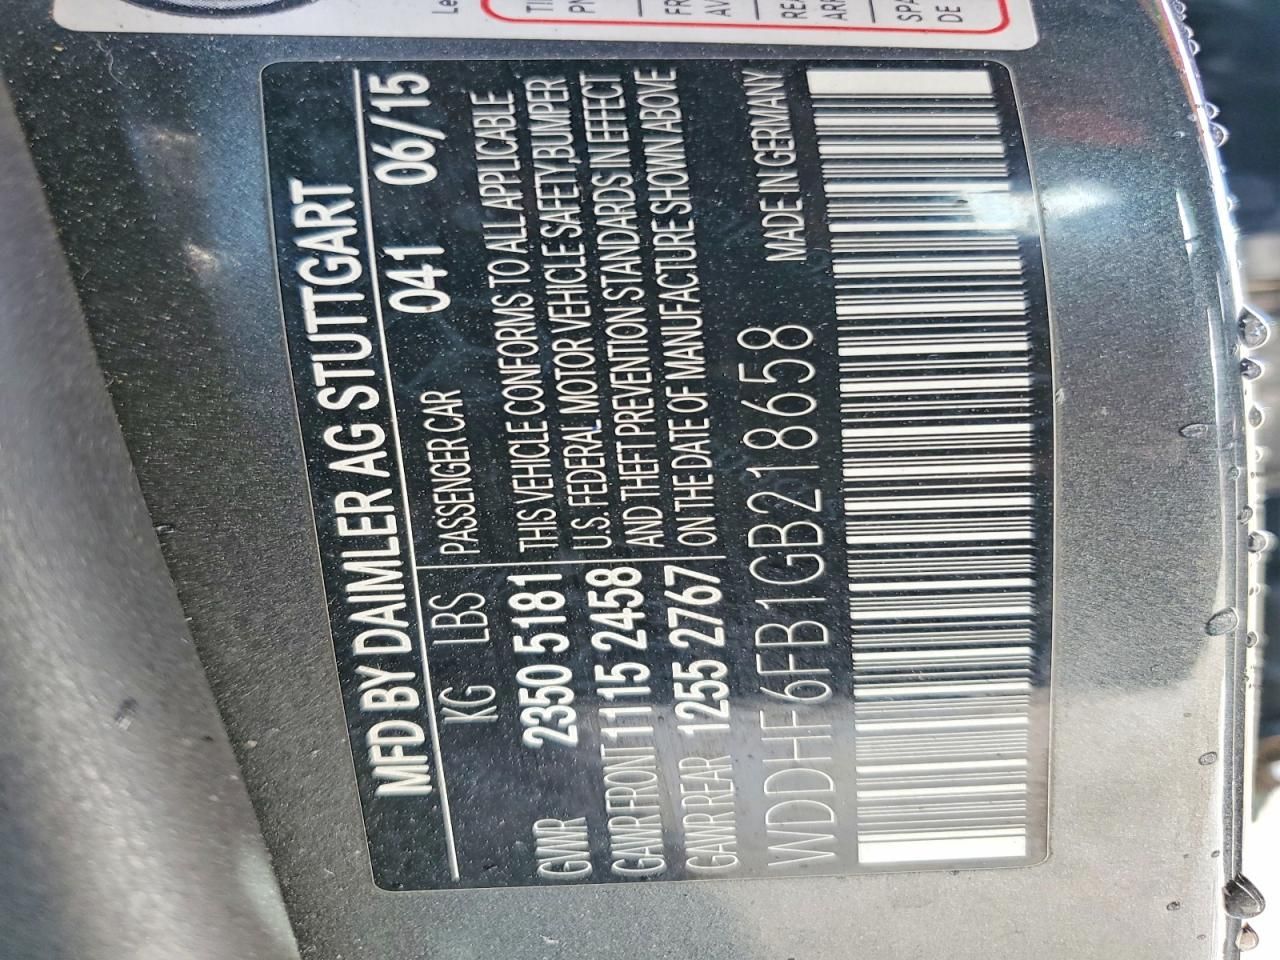 MFD BY DAIMLER AG STUTTGART
041 06/15
KG LBS PASSENGER CAR
GWR 2350 5181
GAWR FRONT 1115 2458
GAWR REAR 1255 2767
THIS VEHICLE CONFORMS TO ALL APPLICABLE
U.S. FEDERAL MOTOR VEHICLE SAFETY,BUMPER
AND THEFT PREVENTION STANDARDS IN EFFECT
ON THE DATE OF MANUFACTURE SHOWN ABOVE
WDDHF6FB1GB218658 MADE IN GERMANY
DE